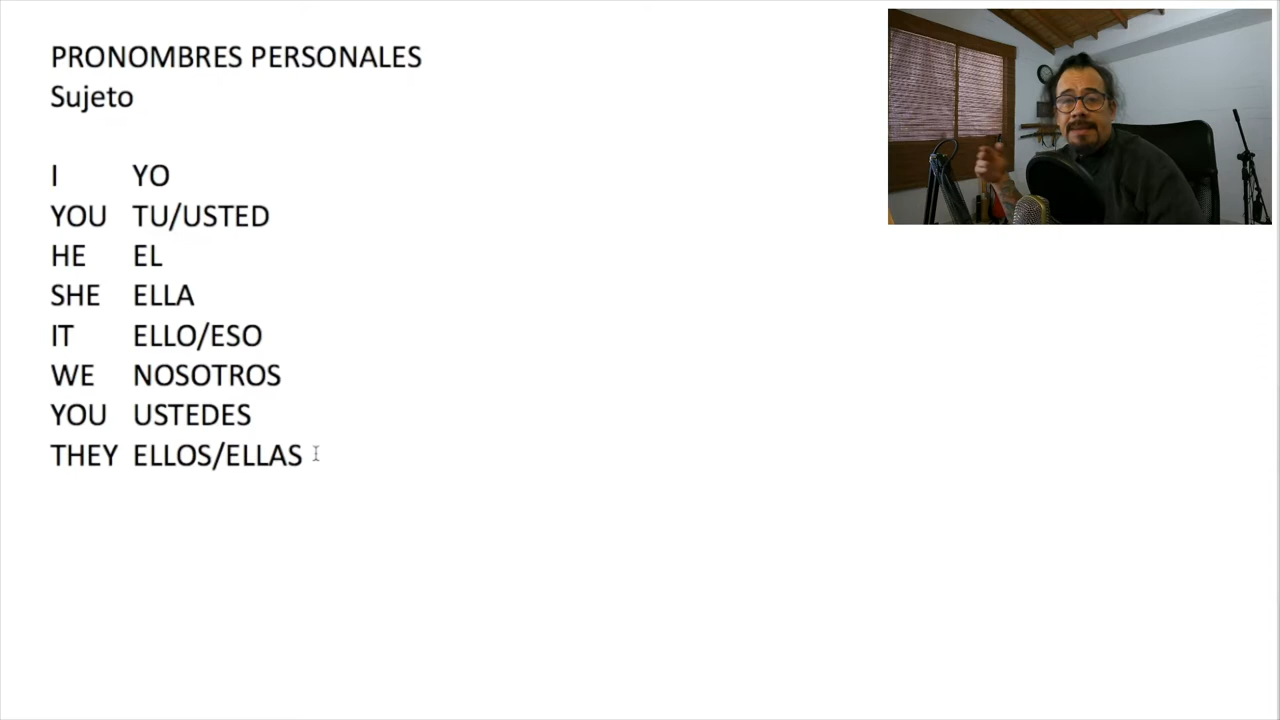 PRONOMBRES PERSONALES
Sujeto
I YO
YOU TU/USTED
HE EL
SHE ELLA
IT ELLO/ESO
WE NOSOTROS
YOU USTEDES
THEY ELLOS/ELLAS